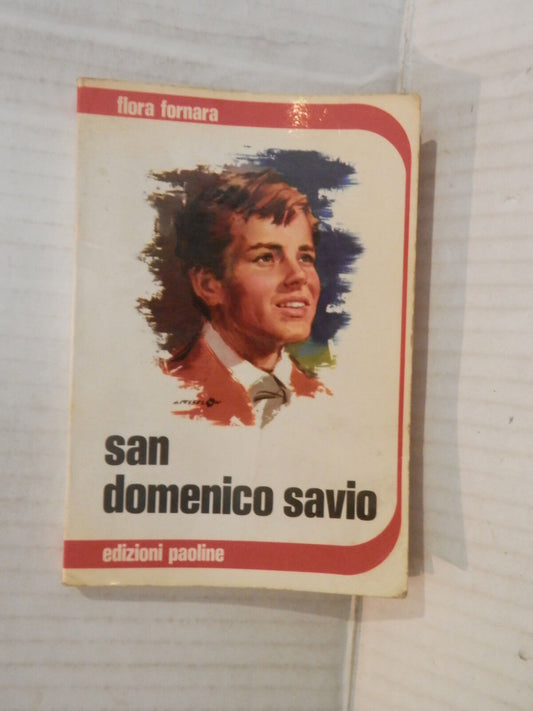 flora fornara
san
domenico savio
edizioni paoline